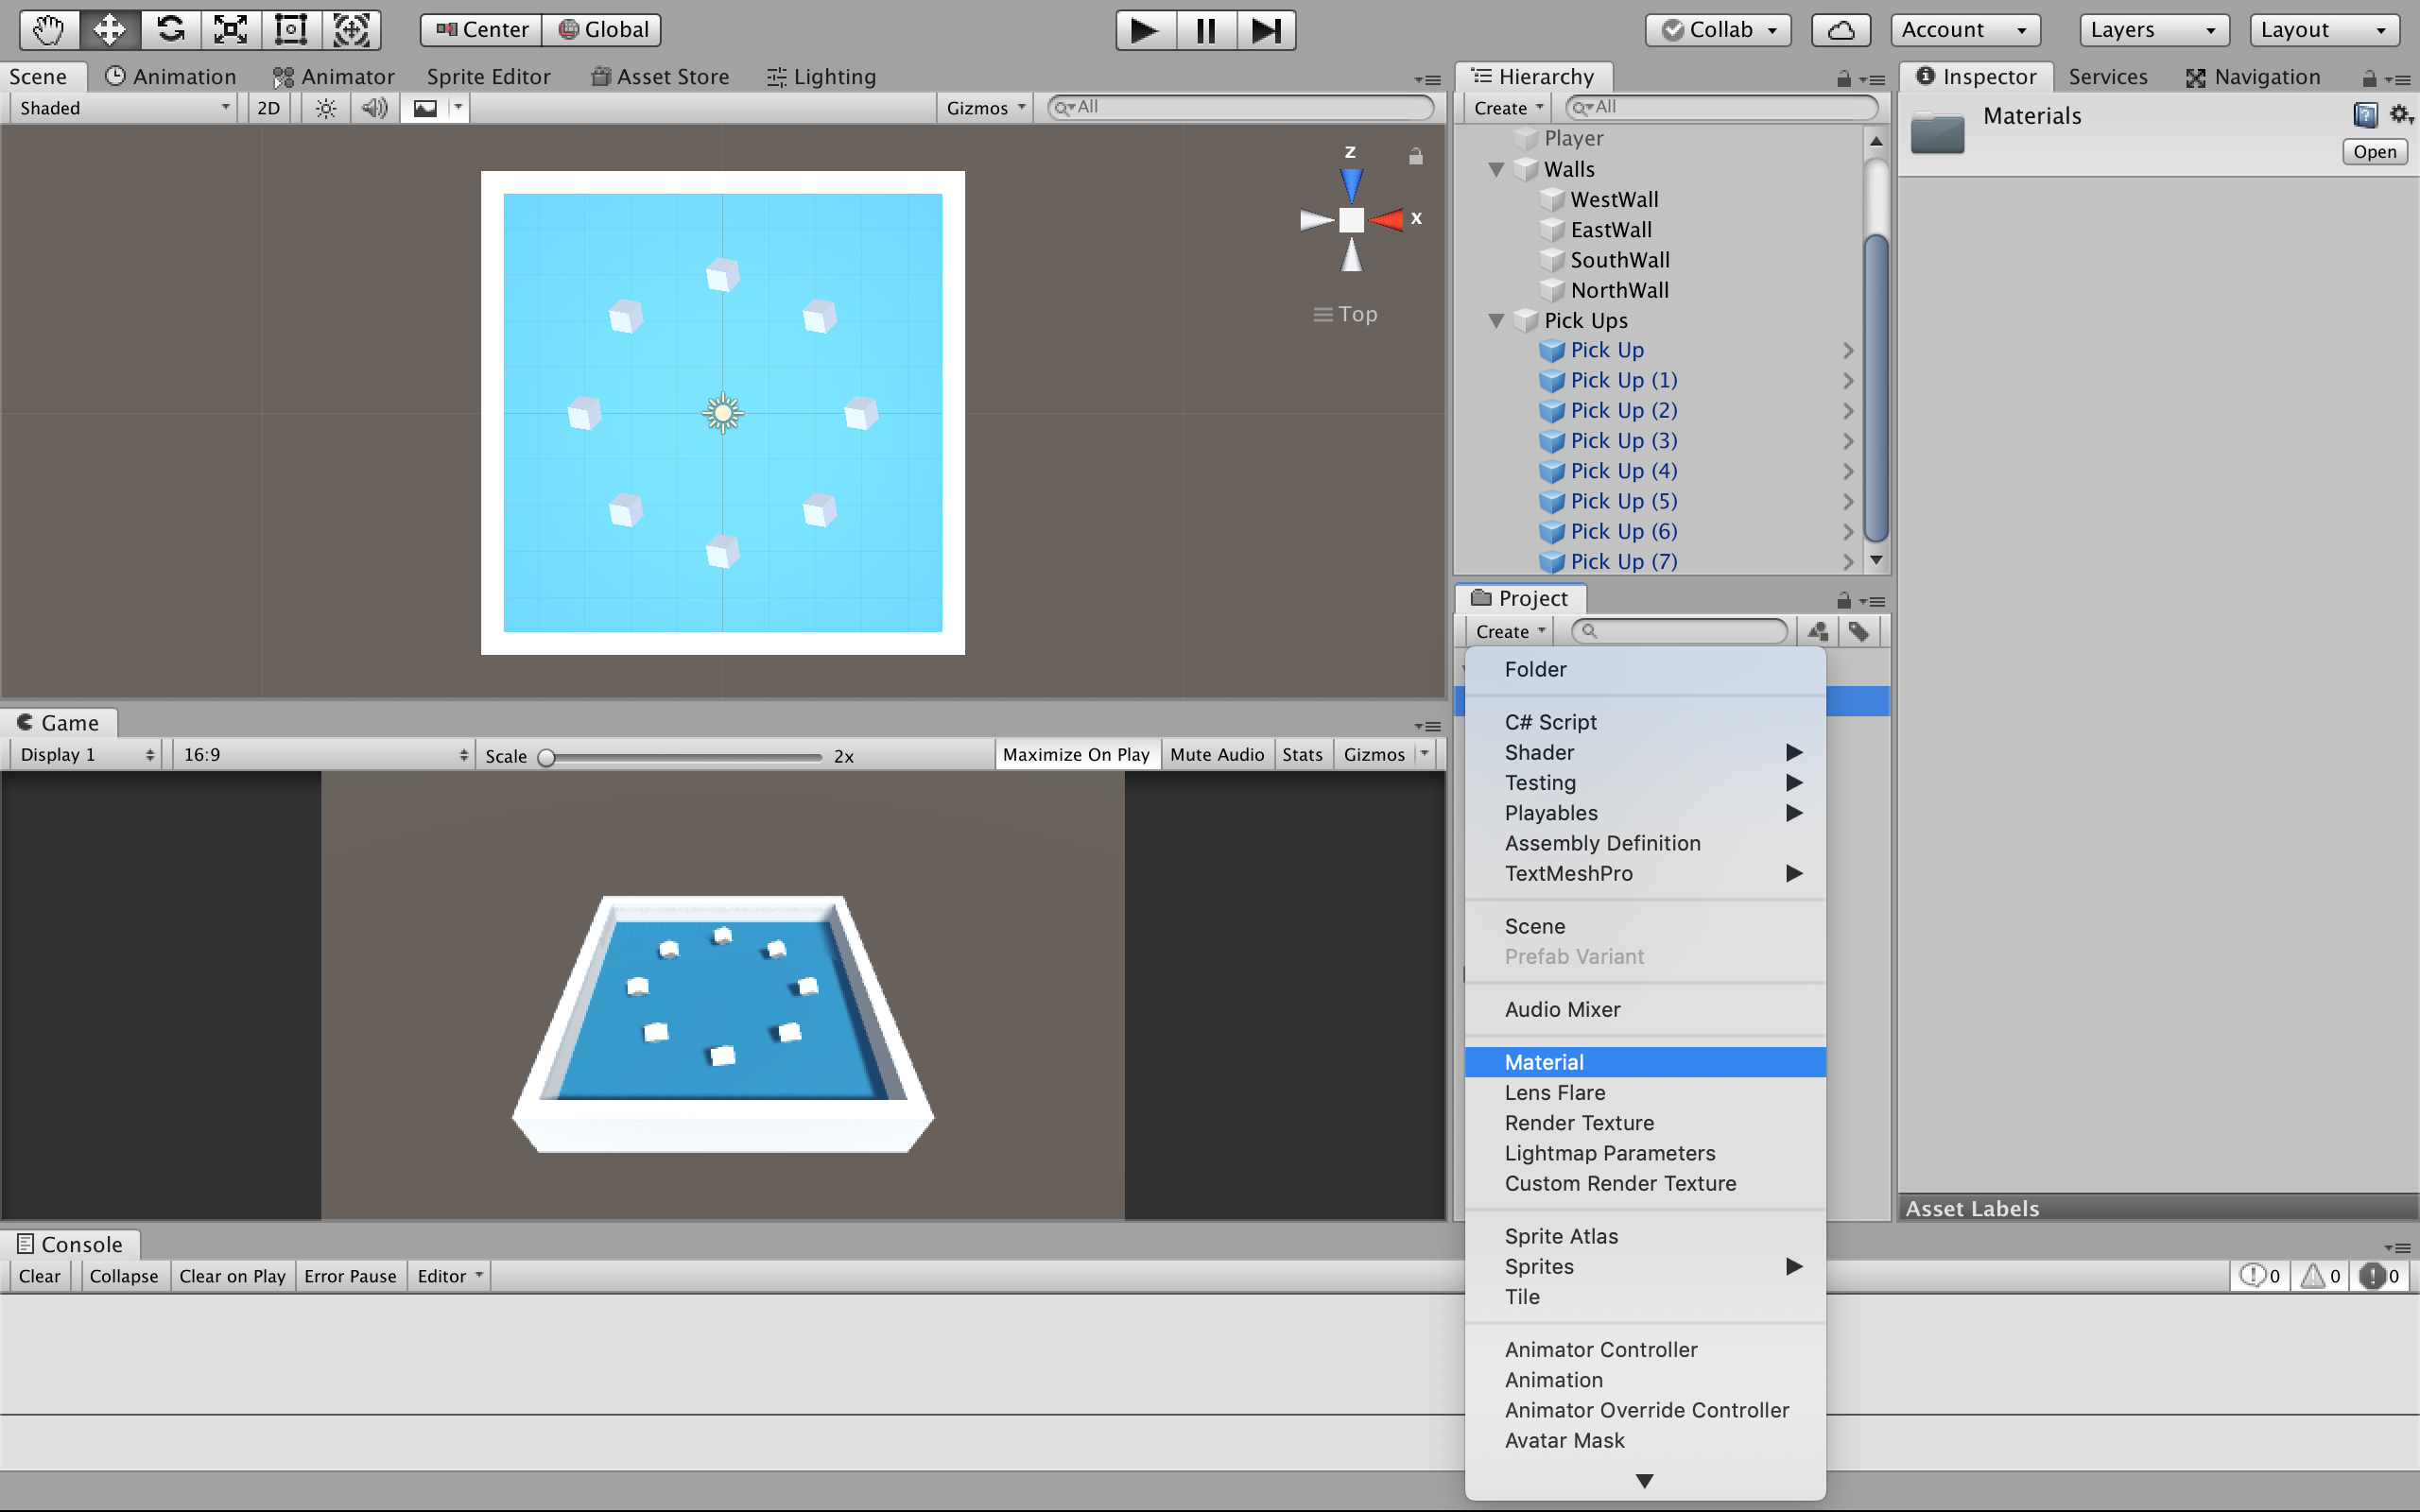 Center Global Collab Account Layers Layout
Scene Animation Animator Sprite Editor Asset Store Lighting
Shaded 2D Gizmos All
z
x
Top
Hierarchy
Create All
Player
Walls
WestWall
EastWall
SouthWall
NorthWall
Pick Ups
Pick Up
Pick Up (1)
Pick Up (2)
Pick Up (3)
Pick Up (4)
Pick Up (5)
Pick Up (6)
Pick Up (7)
Inspector Services Navigation
Materials
Open
Asset Labels
Project
Create
Folder
C# Script
Shader
Testing
Playables
Assembly Definition
TextMeshPro
Scene
Prefab Variant
Audio Mixer
Material
Lens Flare
Render Texture
Lightmap Parameters
Custom Render Texture
Sprite Atlas
Sprites
Tile
Animator Controller
Animation
Animator Override Controller
Avatar Mask
Game
Display 1 16:9 Scale 2x Maximize On Play Mute Audio Stats Gizmos
Console
Clear Collapse Clear on Play Error Pause Editor 0 0 0